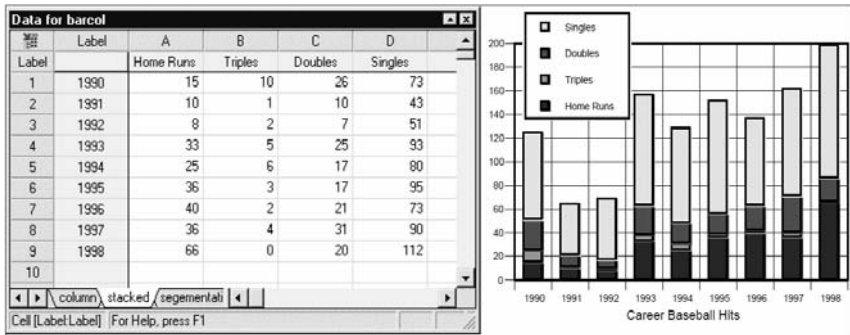 Data for barcol
Label A B C D
Label Home Runs Triples Doubles Singles
1 1990 15 10 26 73
2 1991 10 1 10 43
3 1992 8 2 7 51
4 1993 33 5 25 93
5 1994 25 6 17 80
6 1995 36 3 17 95
7 1996 40 2 21 73
8 1997 36 4 31 90
9 1998 66 0 20 112
10
column stacked segementati
Cell [Label:Label] For Help, press F1
Singles
Doubles
Triples
Home Runs
200
180
160
140
120
100
80
60
40
20
0
1990 1991 1992 1993 1994 1995 1996 1997 1998
Career Baseball Hits